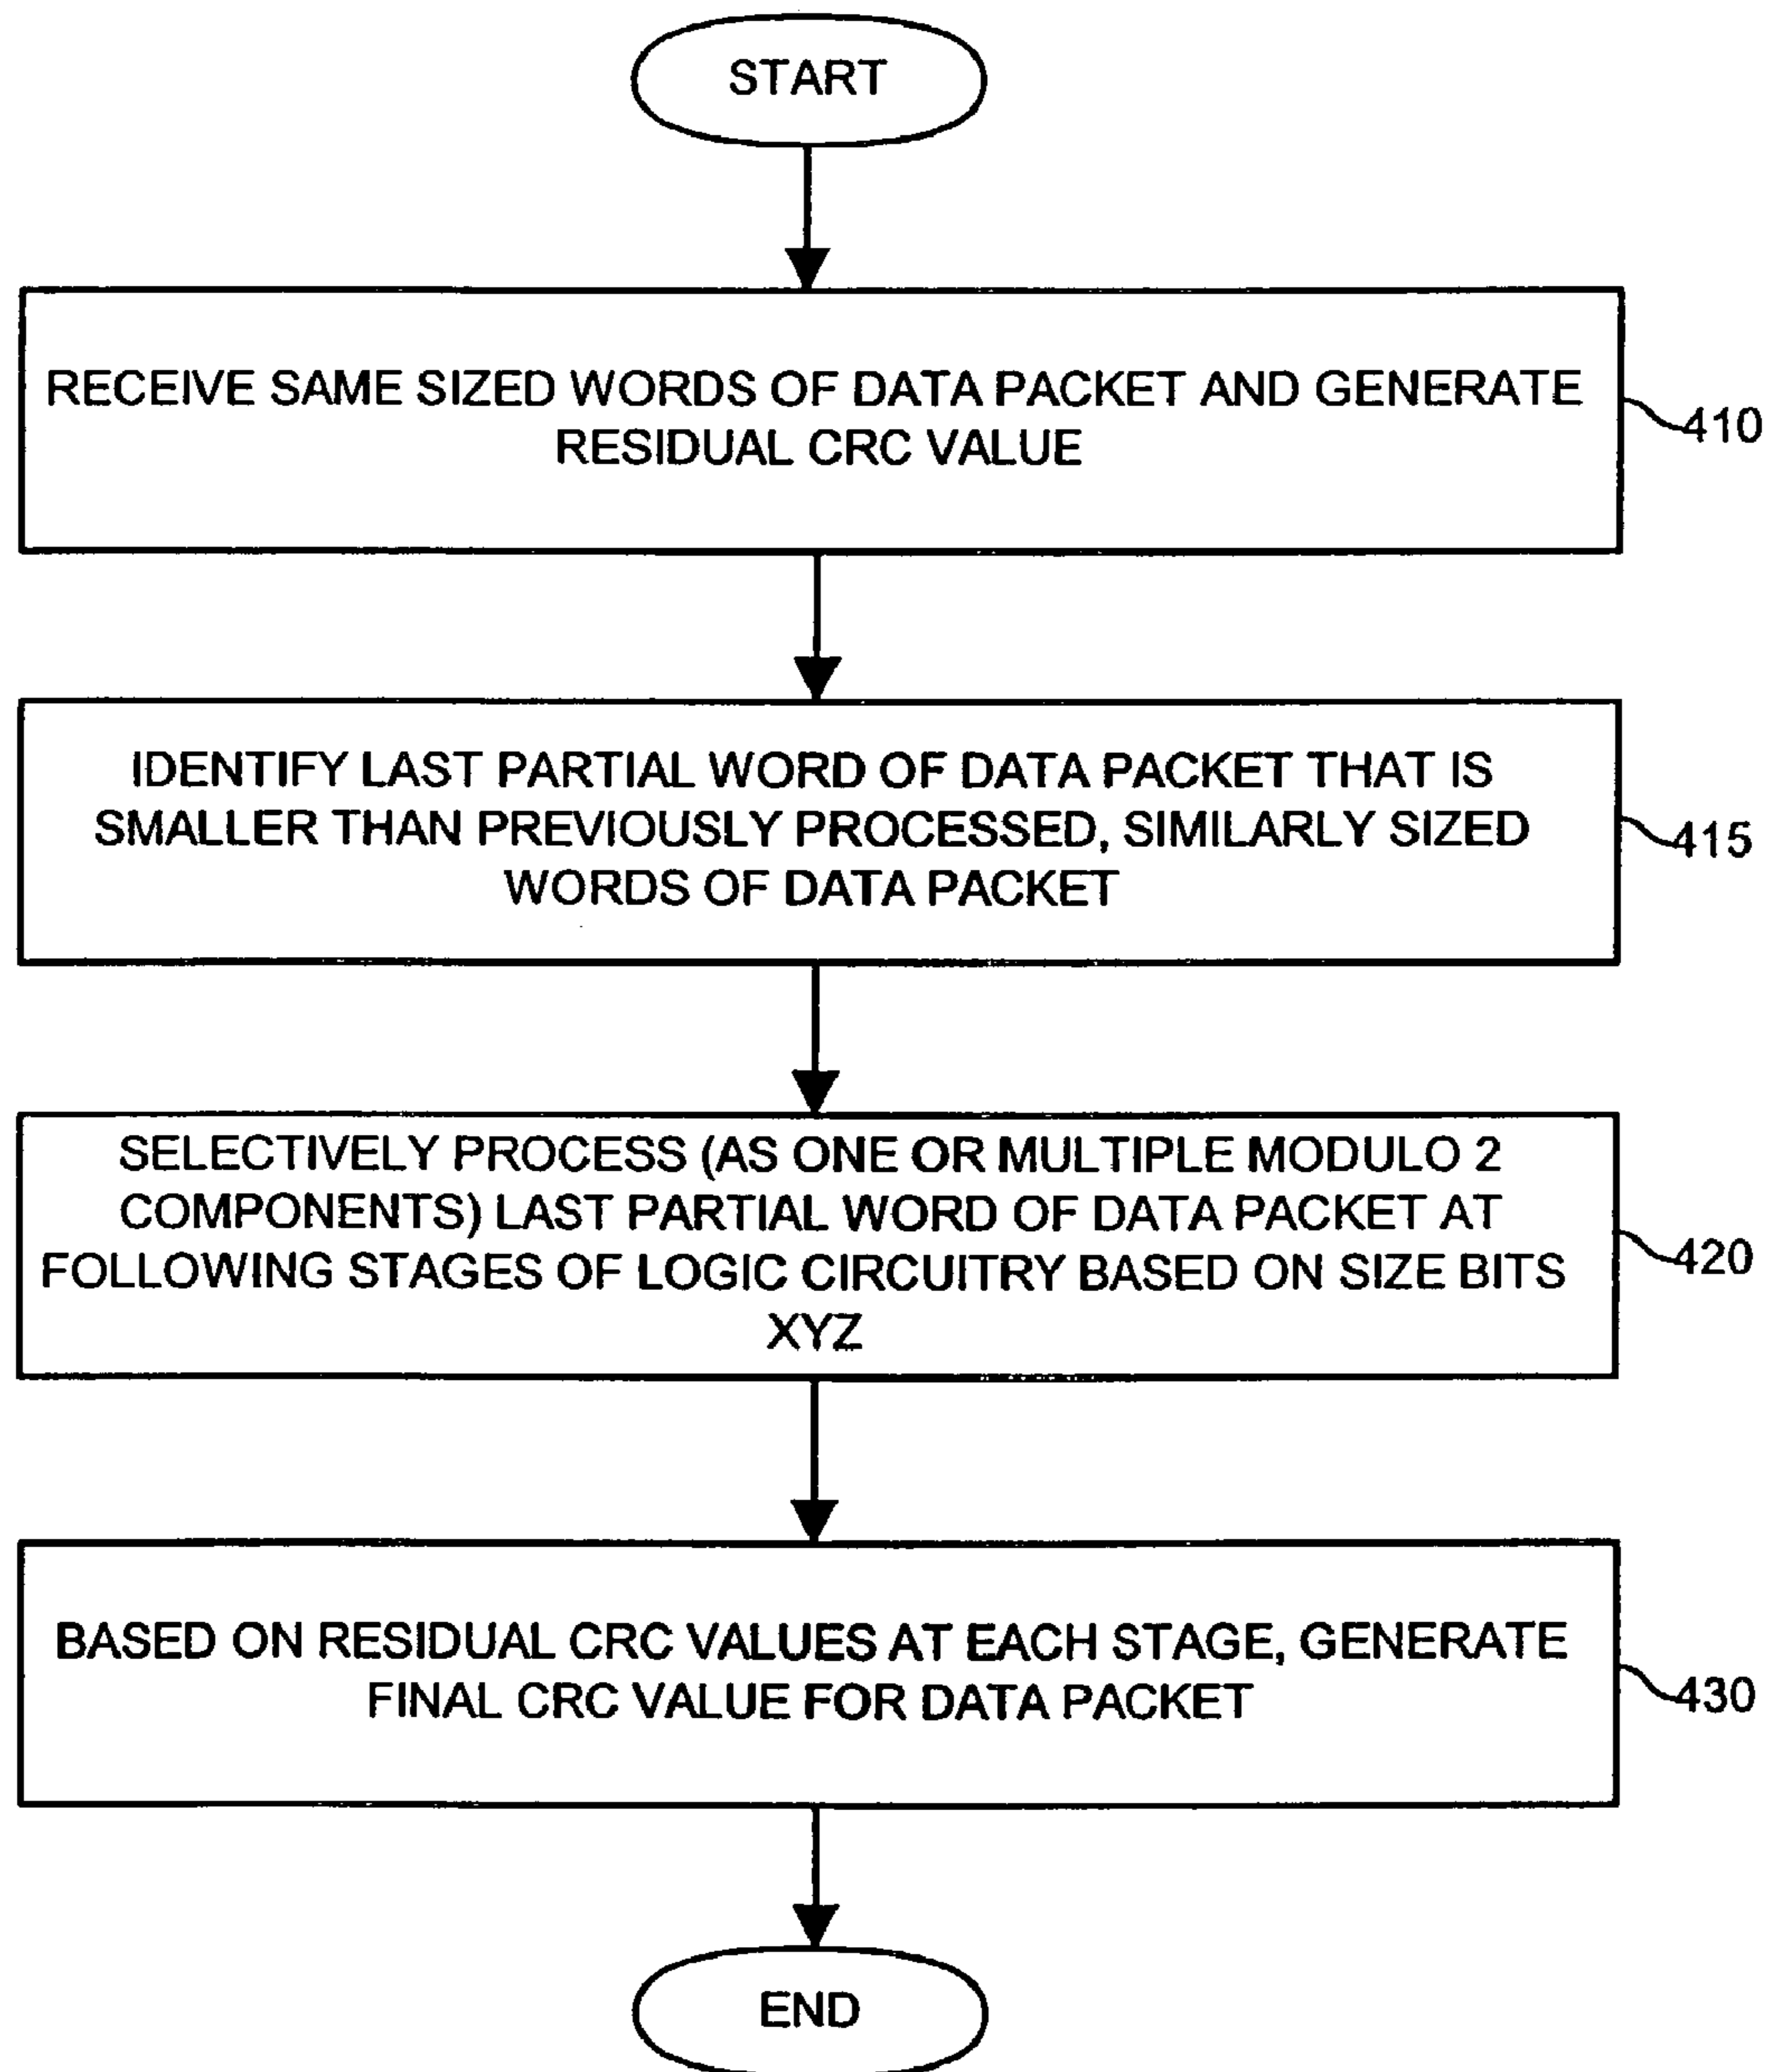 START
RECEIVE SAME SIZED WORDS OF DATA PACKET AND GENERATE
RESIDUAL CRC VALUE
410
IDENTIFY LAST PARTIAL WORD OF DATA PACKET THAT IS
SMALLER THAN PREVIOUSLY PROCESSED, SIMILARLY SIZED
WORDS OF DATA PACKET
415
SELECTIVELY PROCESS (AS ONE OR MULTIPLE MODULO 2
COMPONENTS) LAST PARTIAL WORD OF DATA PACKET AT
FOLLOWING STAGES OF LOGIC CIRCUITRY BASED ON SIZE BITS
XYZ
420
BASED ON RESIDUAL CRC VALUES AT EACH STAGE, GENERATE
FINAL CRC VALUE FOR DATA PACKET
430
END